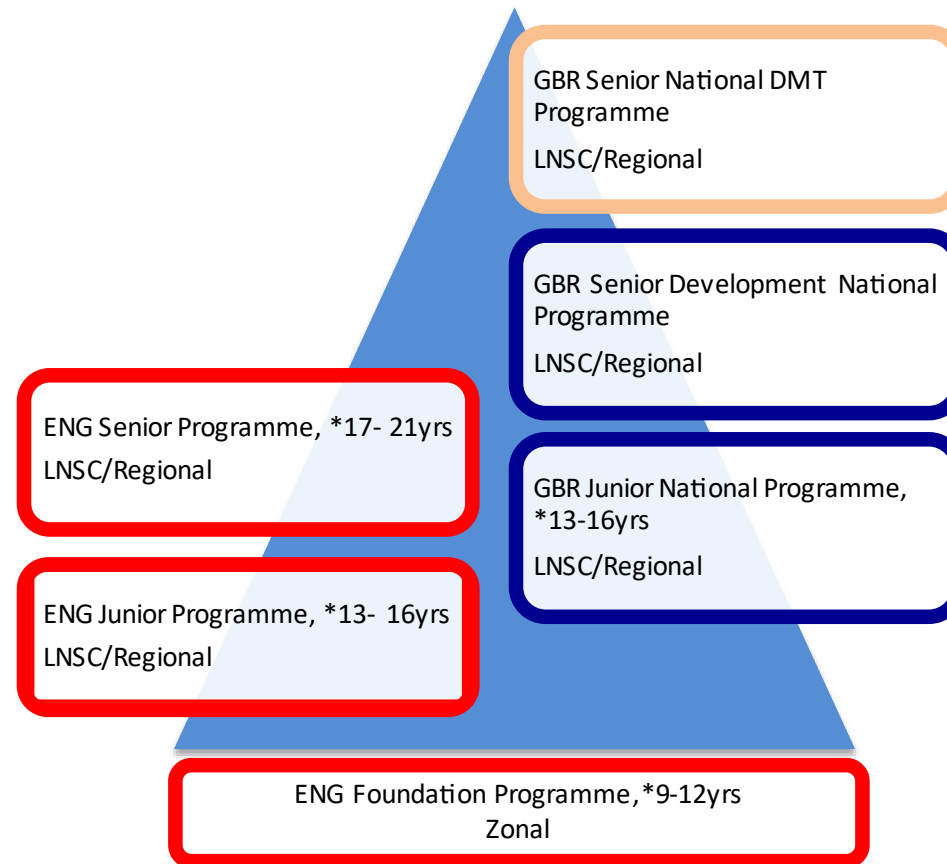 GBR Senior National DMT
Programme
LNSC/Regional
GBR Senior Development National
Programme
LNSC/Regional
ENG Senior Programme, *17- 21yrs
LNSC/Regional
GBR Junior National Programme,
*13-16yrs
LNSC/Regional
ENG Junior Programme, *13- 16yrs
LNSC/Regional
ENG Foundation Programme, *9-12yrs
Zonal